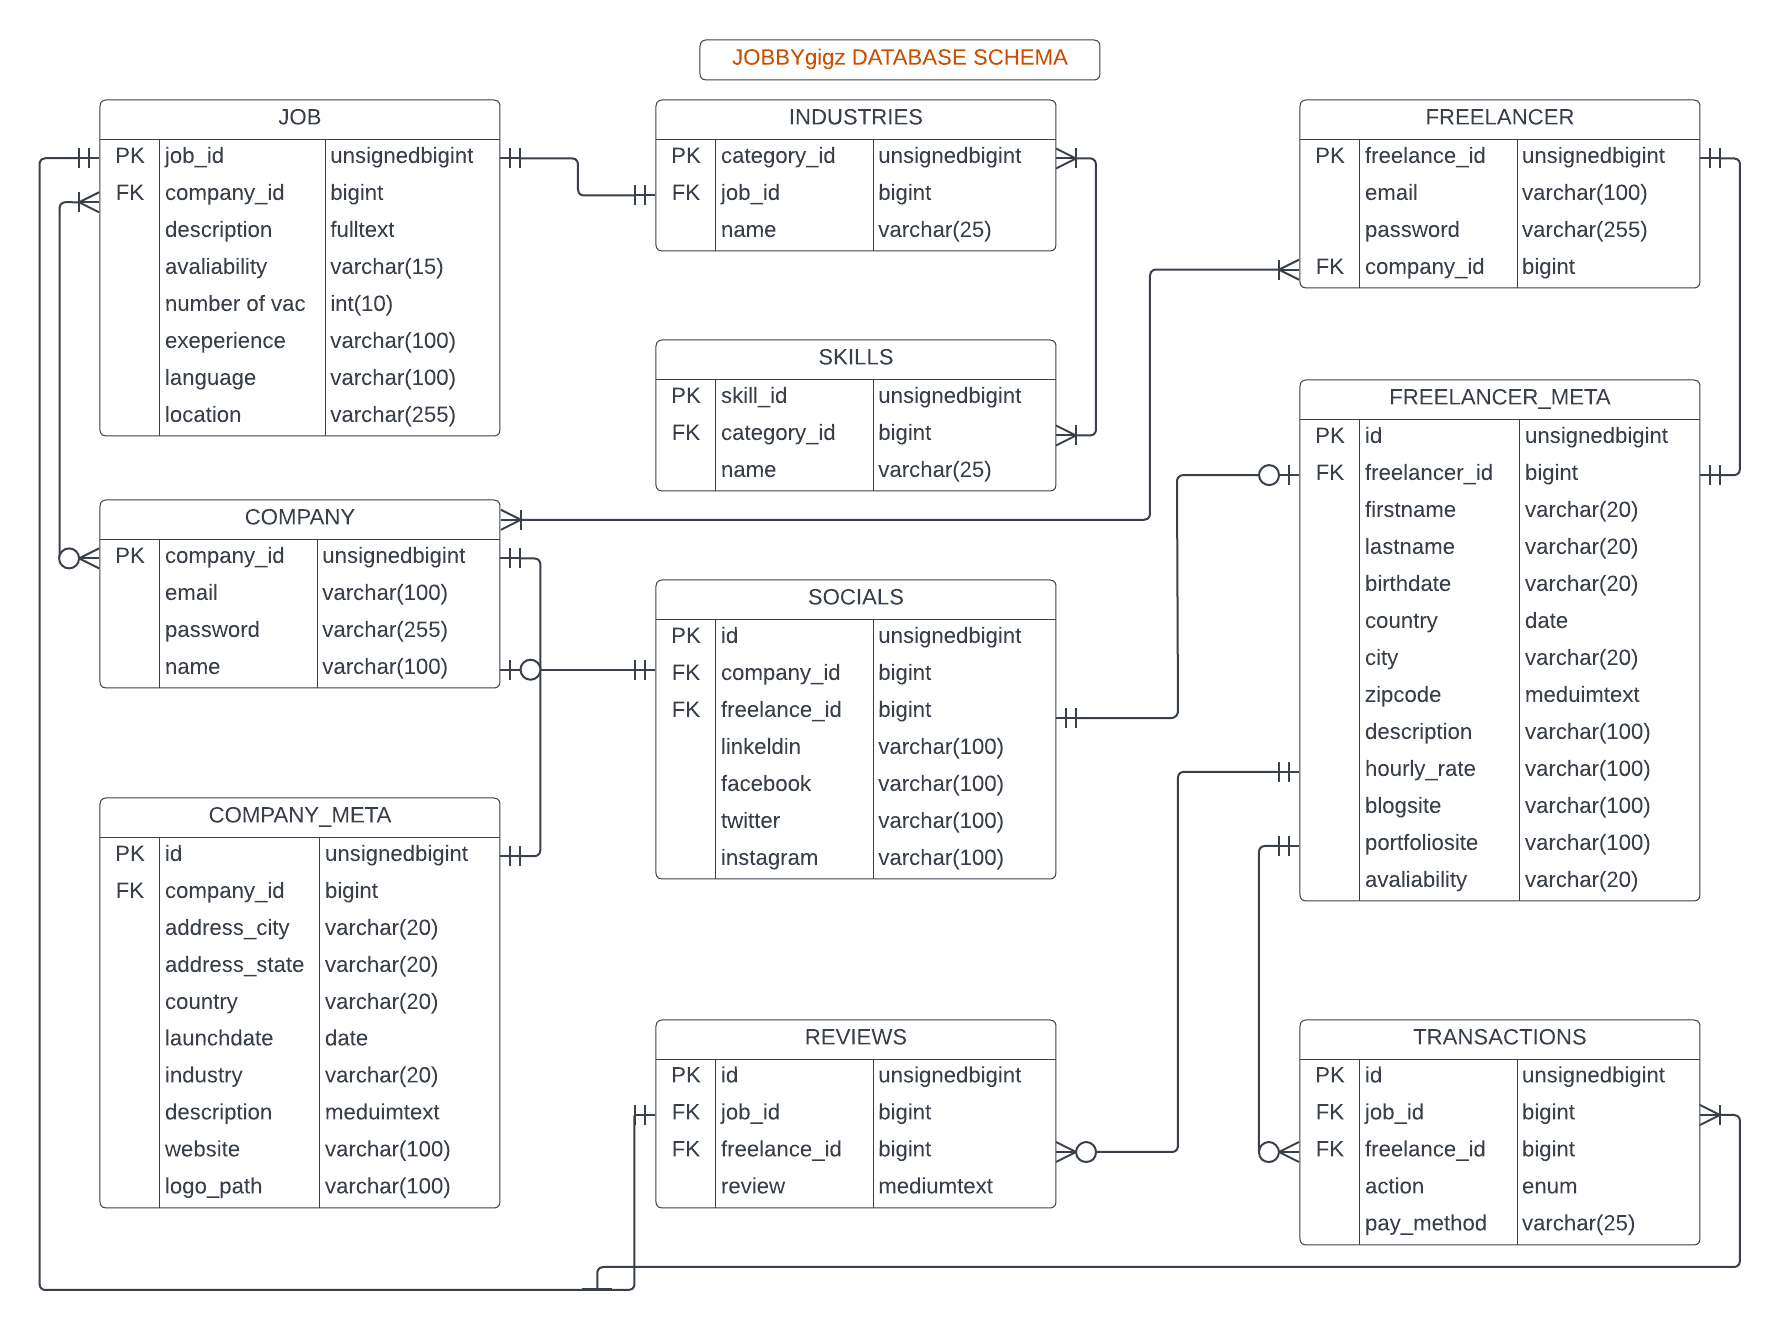 JOBBYgigz DATABASE SCHEMA
JOB
PK job_id unsignedbigint
FK company_id bigint
description fulltext
avaliability varchar(15)
number of vac int(10)
exeperience varchar(100)
language varchar(100)
location varchar(255)
INDUSTRIES
PK category_id unsignedbigint
FK job_id bigint
name varchar(25)
FREELANCER
PK freelance_id unsignedbigint
email varchar(100)
password varchar(255)
FK company_id bigint
SKILLS
PK skill_id unsignedbigint
FK category_id bigint
name varchar(25)
FREELANCER_META
PK id unsignedbigint
FK freelancer_id bigint
firstname varchar(20)
lastname varchar(20)
birthdate varchar(20)
country date
city varchar(20)
zipcode meduimtext
description varchar(100)
hourly_rate varchar(100)
blogsite varchar(100)
portfoliosite varchar(100)
avaliability varchar(20)
COMPANY
PK company_id unsignedbigint
email varchar(100)
password varchar(255)
name varchar(100)
SOCIALS
PK id unsignedbigint
FK company_id bigint
FK freelance_id bigint
linkeldin varchar(100)
facebook varchar(100)
twitter varchar(100)
instagram varchar(100)
COMPANY_META
PK id unsignedbigint
FK company_id bigint
address_city varchar(20)
address_state varchar(20)
country varchar(20)
launchdate date
industry varchar(20)
description meduimtext
website varchar(100)
logo_path varchar(100)
REVIEWS
PK id unsignedbigint
FK job_id bigint
FK freelance_id bigint
review mediumtext
TRANSACTIONS
PK id unsignedbigint
FK job_id bigint
FK freelance_id bigint
action enum
pay_method varchar(25)